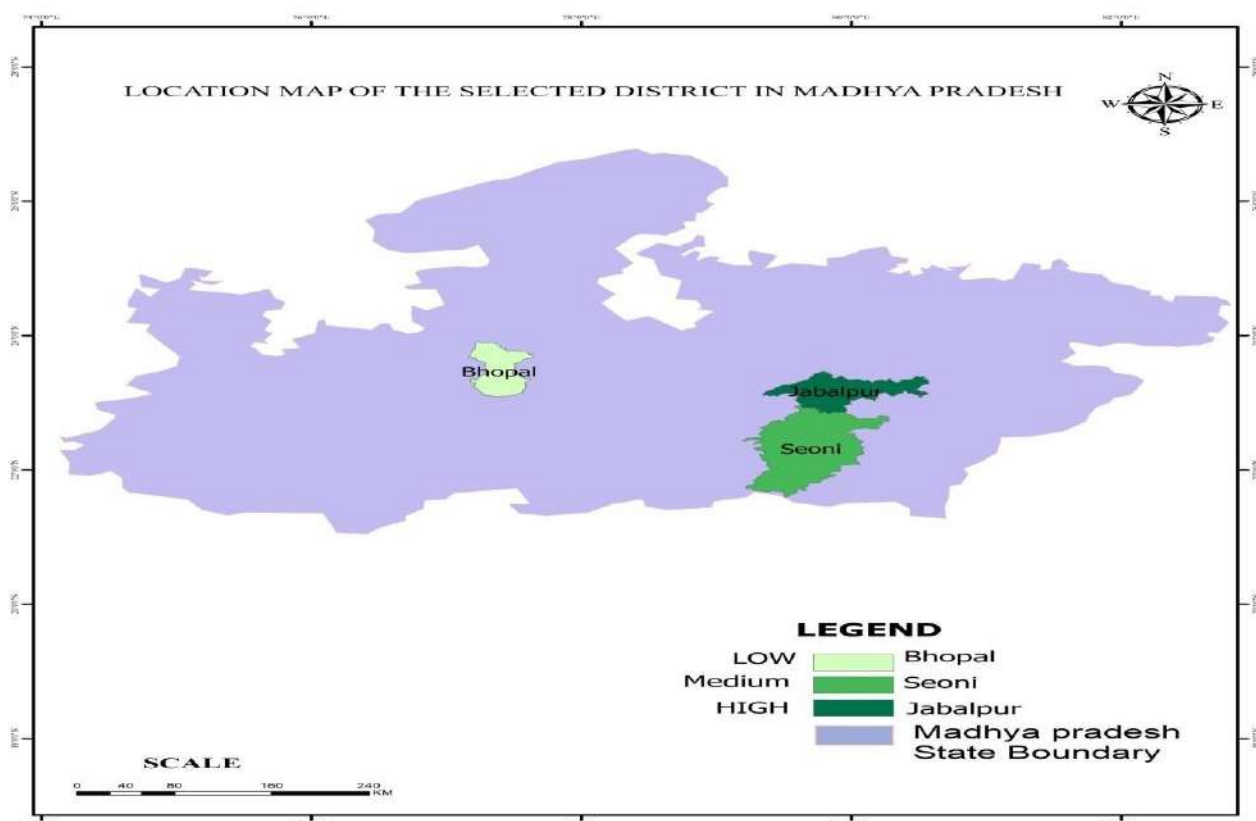 LOCATION MAP OF THE SELECTED DISTRICT IN MADHYA PRADESH
N
W E
S
Bhopal
Jabalpur
Seoni
LEGEND
LOW Bhopal
Medium Seoni
HIGH Jabalpur
Madhya pradesh
State Boundary
SCALE
0 40 80 160 240
KM